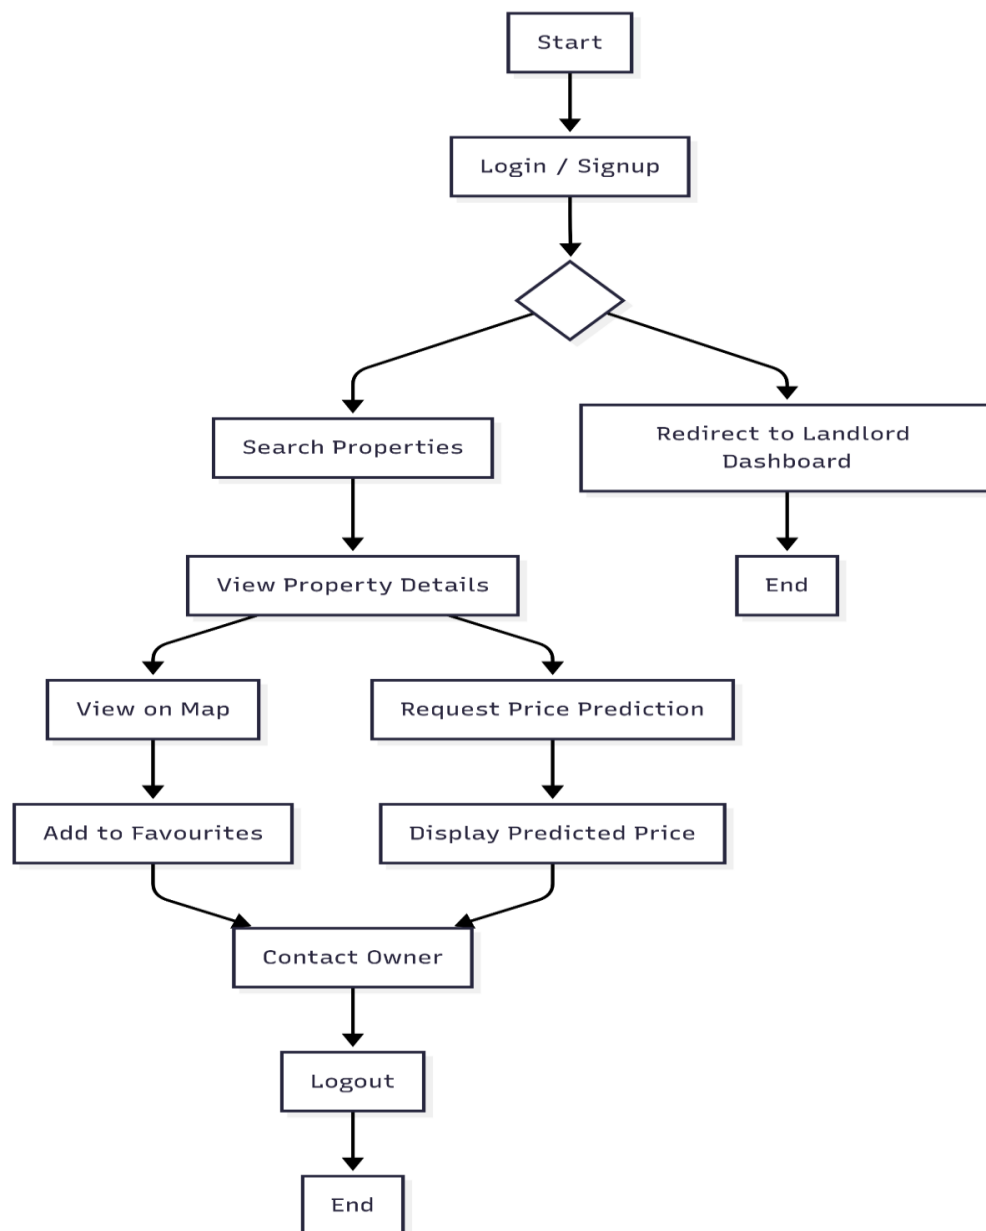 Start
Login / Signup
Search Properties
Redirect to Landlord
Dashboard
View Property Details
End
View on Map
Request Price Prediction
Add to Favourites
Display Predicted Price
Contact Owner
Logout
End